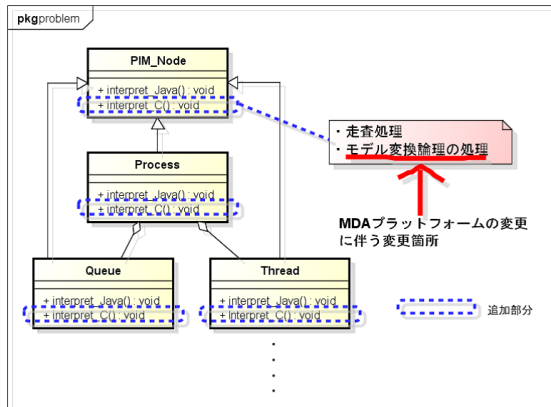 pkg problem
PIM_Node
+ interpret_Java() : void
+ interpret_C() : void
・走査処理
・モデル変換論理の処理
Process
+ interpret_Java() : void
+ interpret_C() : void
MDAプラットフォームの変更
に伴う変更箇所
Queue
+ interpret_Java() : void
+ interpret_C() : void
Thread
+ interpret_Java() : void
+ interpret_C() : void
追加部分